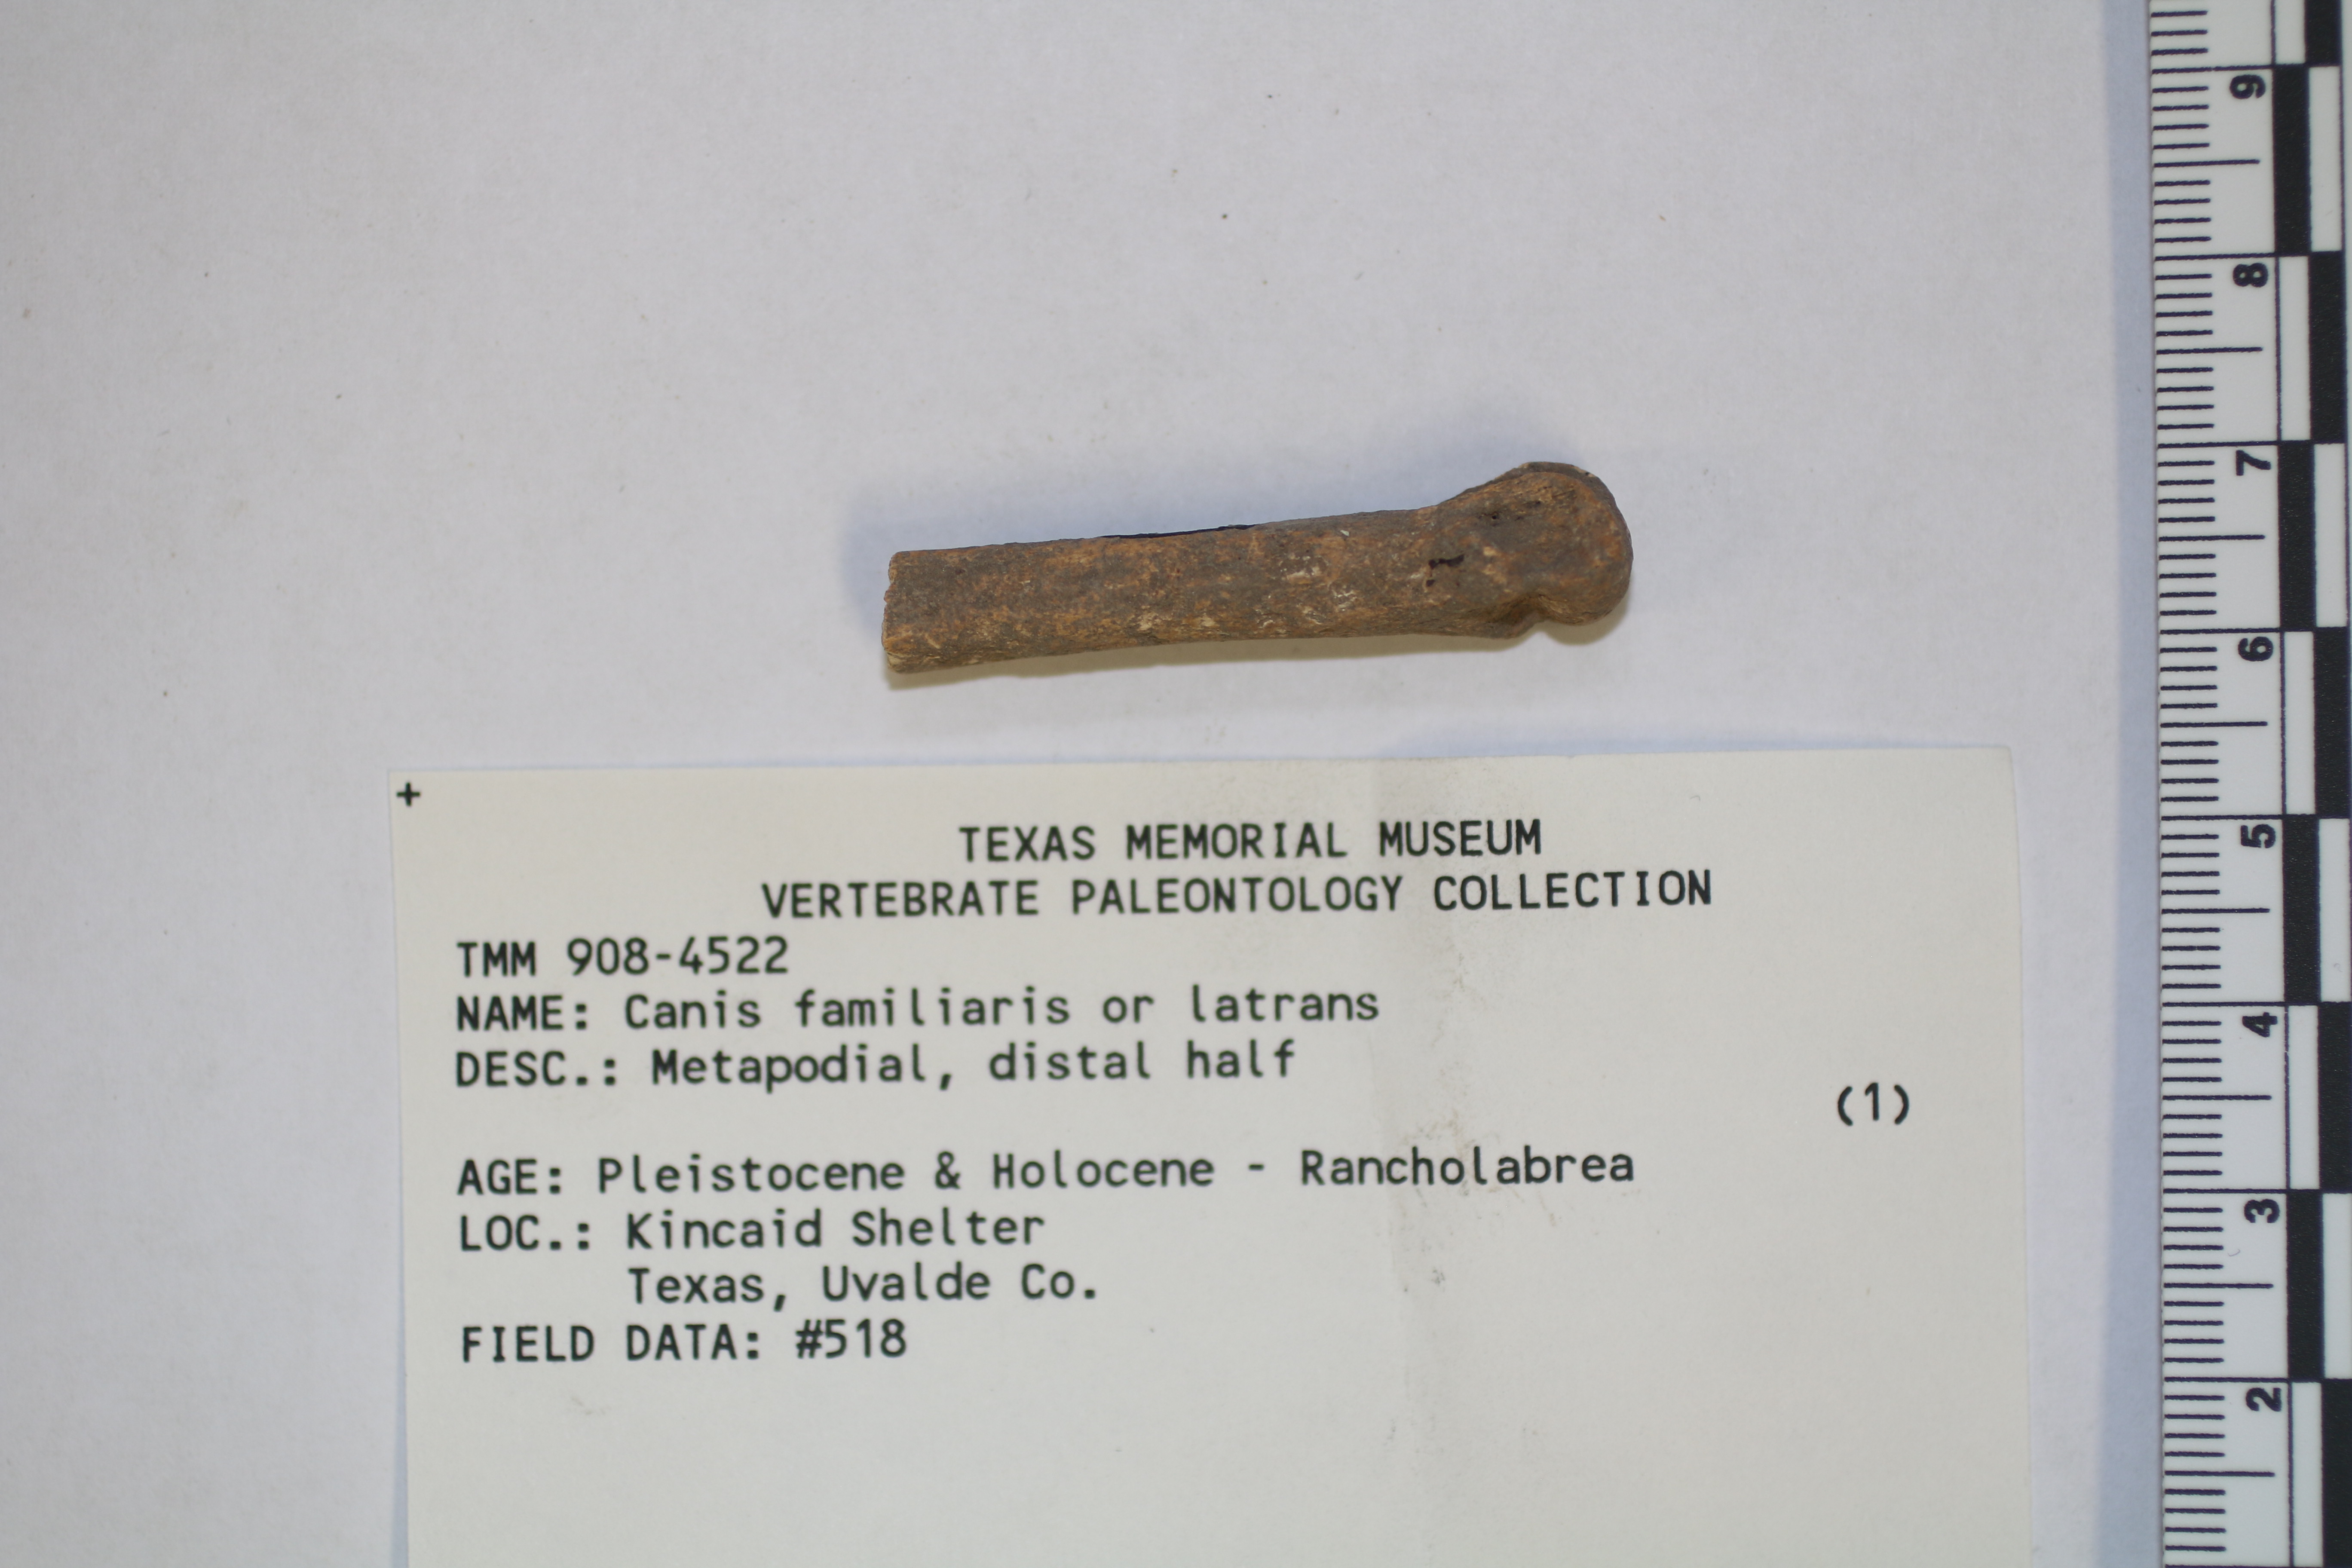 +
TEXAS MEMORIAL MUSEUM
VERTEBRATE PALEONTOLOGY COLLECTION
TMM 908-4522
NAME: Canis familiaris or latrans
DESC.: Metapodial, distal half
(1)
AGE: Pleistocene & Holocene - Rancholabrea
LOC.: Kincaid Shelter
Texas, Uvalde Co.
FIELD DATA: #518
9
8
7
6
5
4
3
2